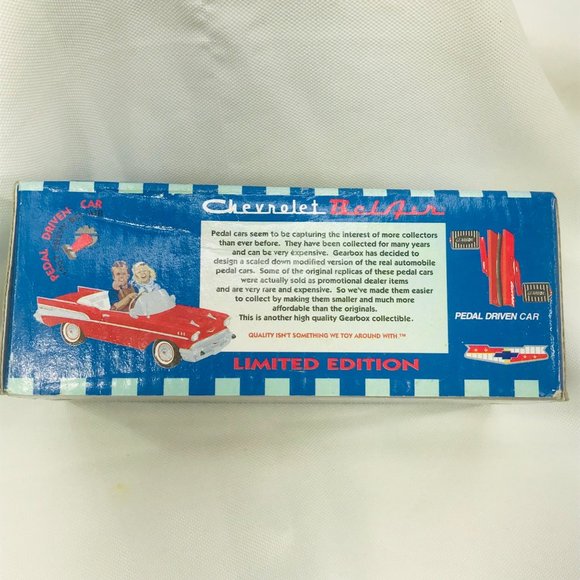 PEDAL DRIVEN CAR
Chevrolet BelAir
Pedal cars seem to be capturing the interest of more collectors
than ever before. They have been collected for many years
and can be very expensive. Gearbox has decided to
design a scaled down modified version of the real automobile
pedal cars. Some of the original replicas of these pedal cars
were actually sold as promotional dealer items
and are very rare and expensive. So we've made them easier
to collect by making them smaller and much more
affordable than the originals.
This is another high quality Gearbox collectible.
QUALITY ISN'T SOMETHING WE TOY AROUND WITH ™
LIMITED EDITION
GEARBOX
GEARBOX
PEDAL DRIVEN CAR